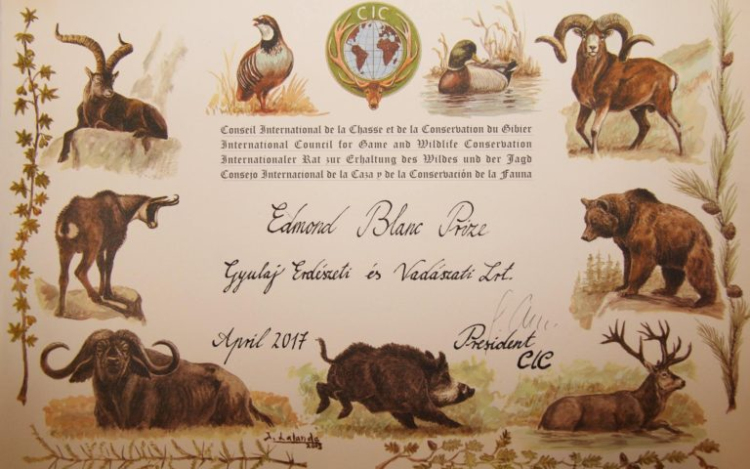 CIC
Conseil International de la Chasse et de la Conservation du Gibier
International Council for Game and Wildlife Conservation
Internationaler Rat zur Erhaltung des Wildes und der Jagd
Consejo Internacional de la Caza y de la Conservación de la Fauna
Edmond Blanc Prize
Gyulaj Erdészeti és Vadászati Zrt.
April 2017
President
CIC